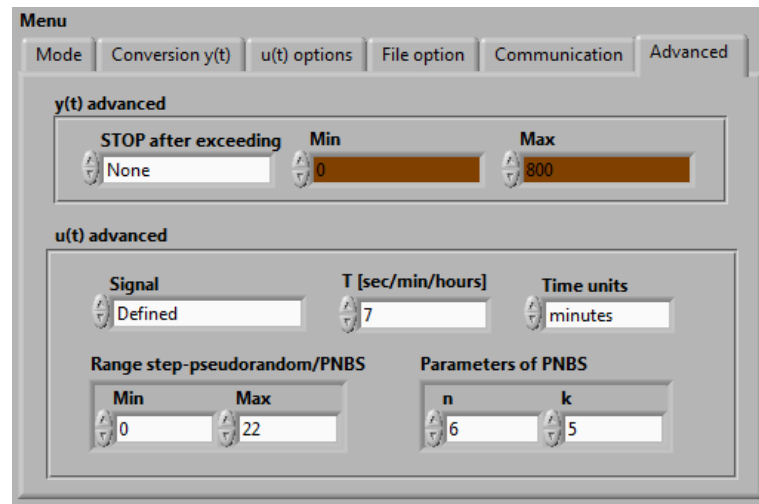 Menu
Mode Conversion y(t) u(t) options File option Communication Advanced
y(t) advanced
STOP after exceeding Min Max
None 0 800
u(t) advanced
Signal T [sec/min/hours] Time units
Defined 7 minutes
Range step-pseudorandom/PNBS Parameters of PNBS
Min Max n k
0 22 6 5